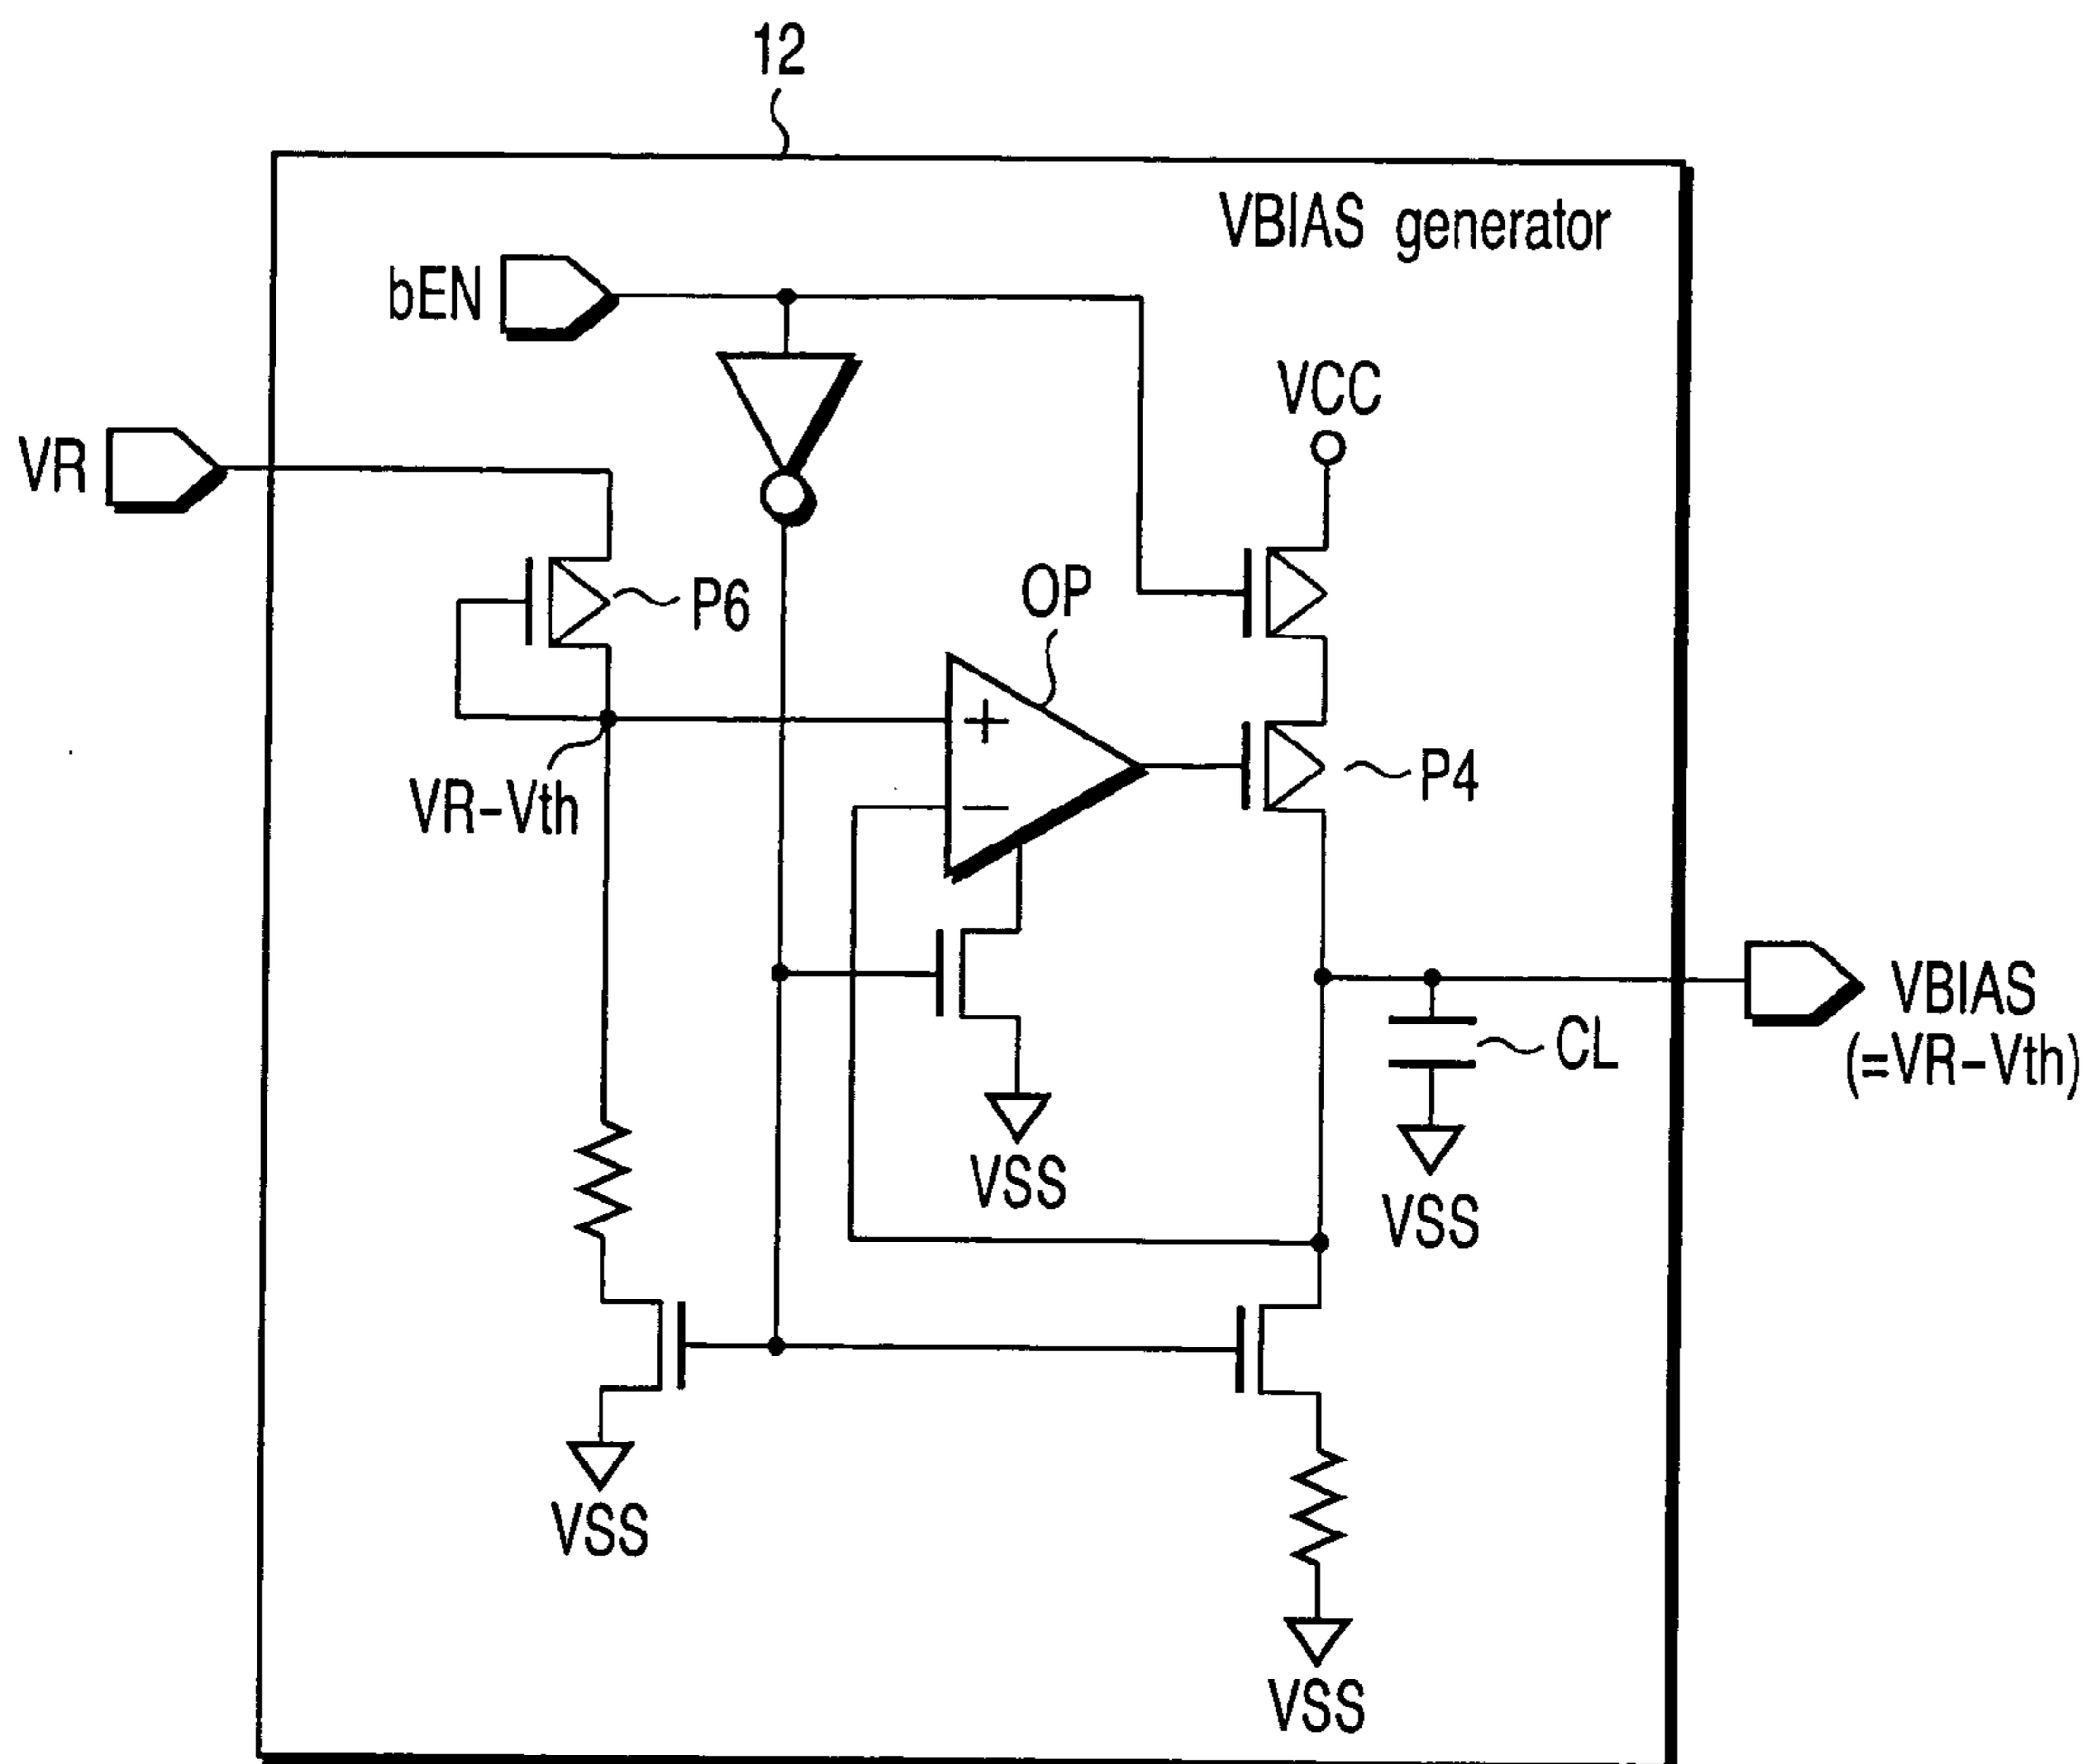 12
VBIAS generator
bEN
VCC
VR
P6
OP
+
−
P4
VR-Vth
VBIAS
(=VR-Vth)
CL
VSS
VSS
VSS
VSS